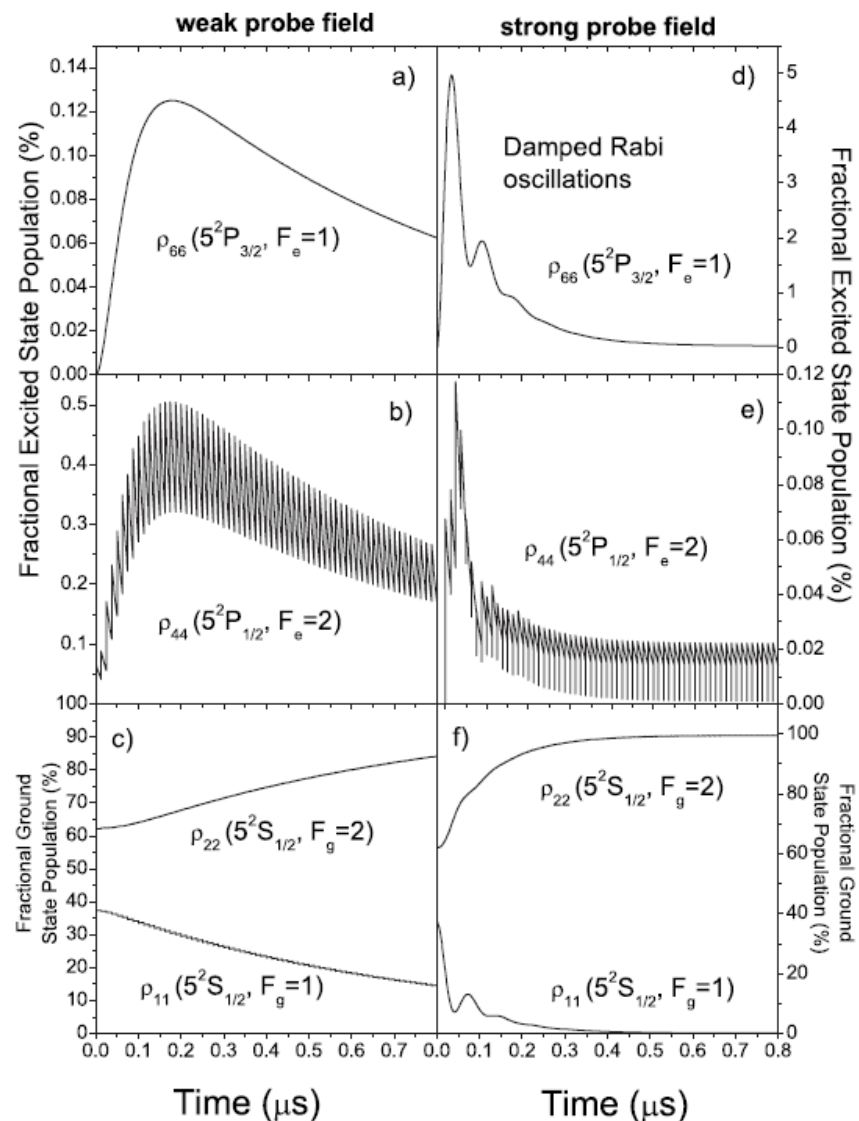 weak probe field
strong probe field
Fractional Excited State Population (%)
0.14
0.12
0.10
0.08
0.06
0.04
0.02
0.00
a)
ρ66 (5²P3/2, Fe=1)
d)
Damped Rabi
oscillations
ρ66 (5²P3/2, Fe=1)
5
4
3
2
1
0
Fractional Excited State Population (%)
0.5
0.4
0.3
0.2
0.1
b)
ρ44 (5²P1/2, Fe=2)
e)
ρ44 (5²P1/2, Fe=2)
0.12
0.10
0.08
0.06
0.04
0.02
0.00
Fractional Ground
State Population (%)
100
90
80
70
60
50
40
30
20
10
0
c)
ρ22 (5²S1/2, Fg=2)
ρ11 (5²S1/2, Fg=1)
f)
ρ22 (5²S1/2, Fg=2)
ρ11 (5²S1/2, Fg=1)
100
80
60
40
20
0
Fractional Ground
State Population (%)
0.0 0.1 0.2 0.3 0.4 0.5 0.6 0.7 0.0 0.1 0.2 0.3 0.4 0.5 0.6 0.7 0.8
Time (μs)
Time (μs)